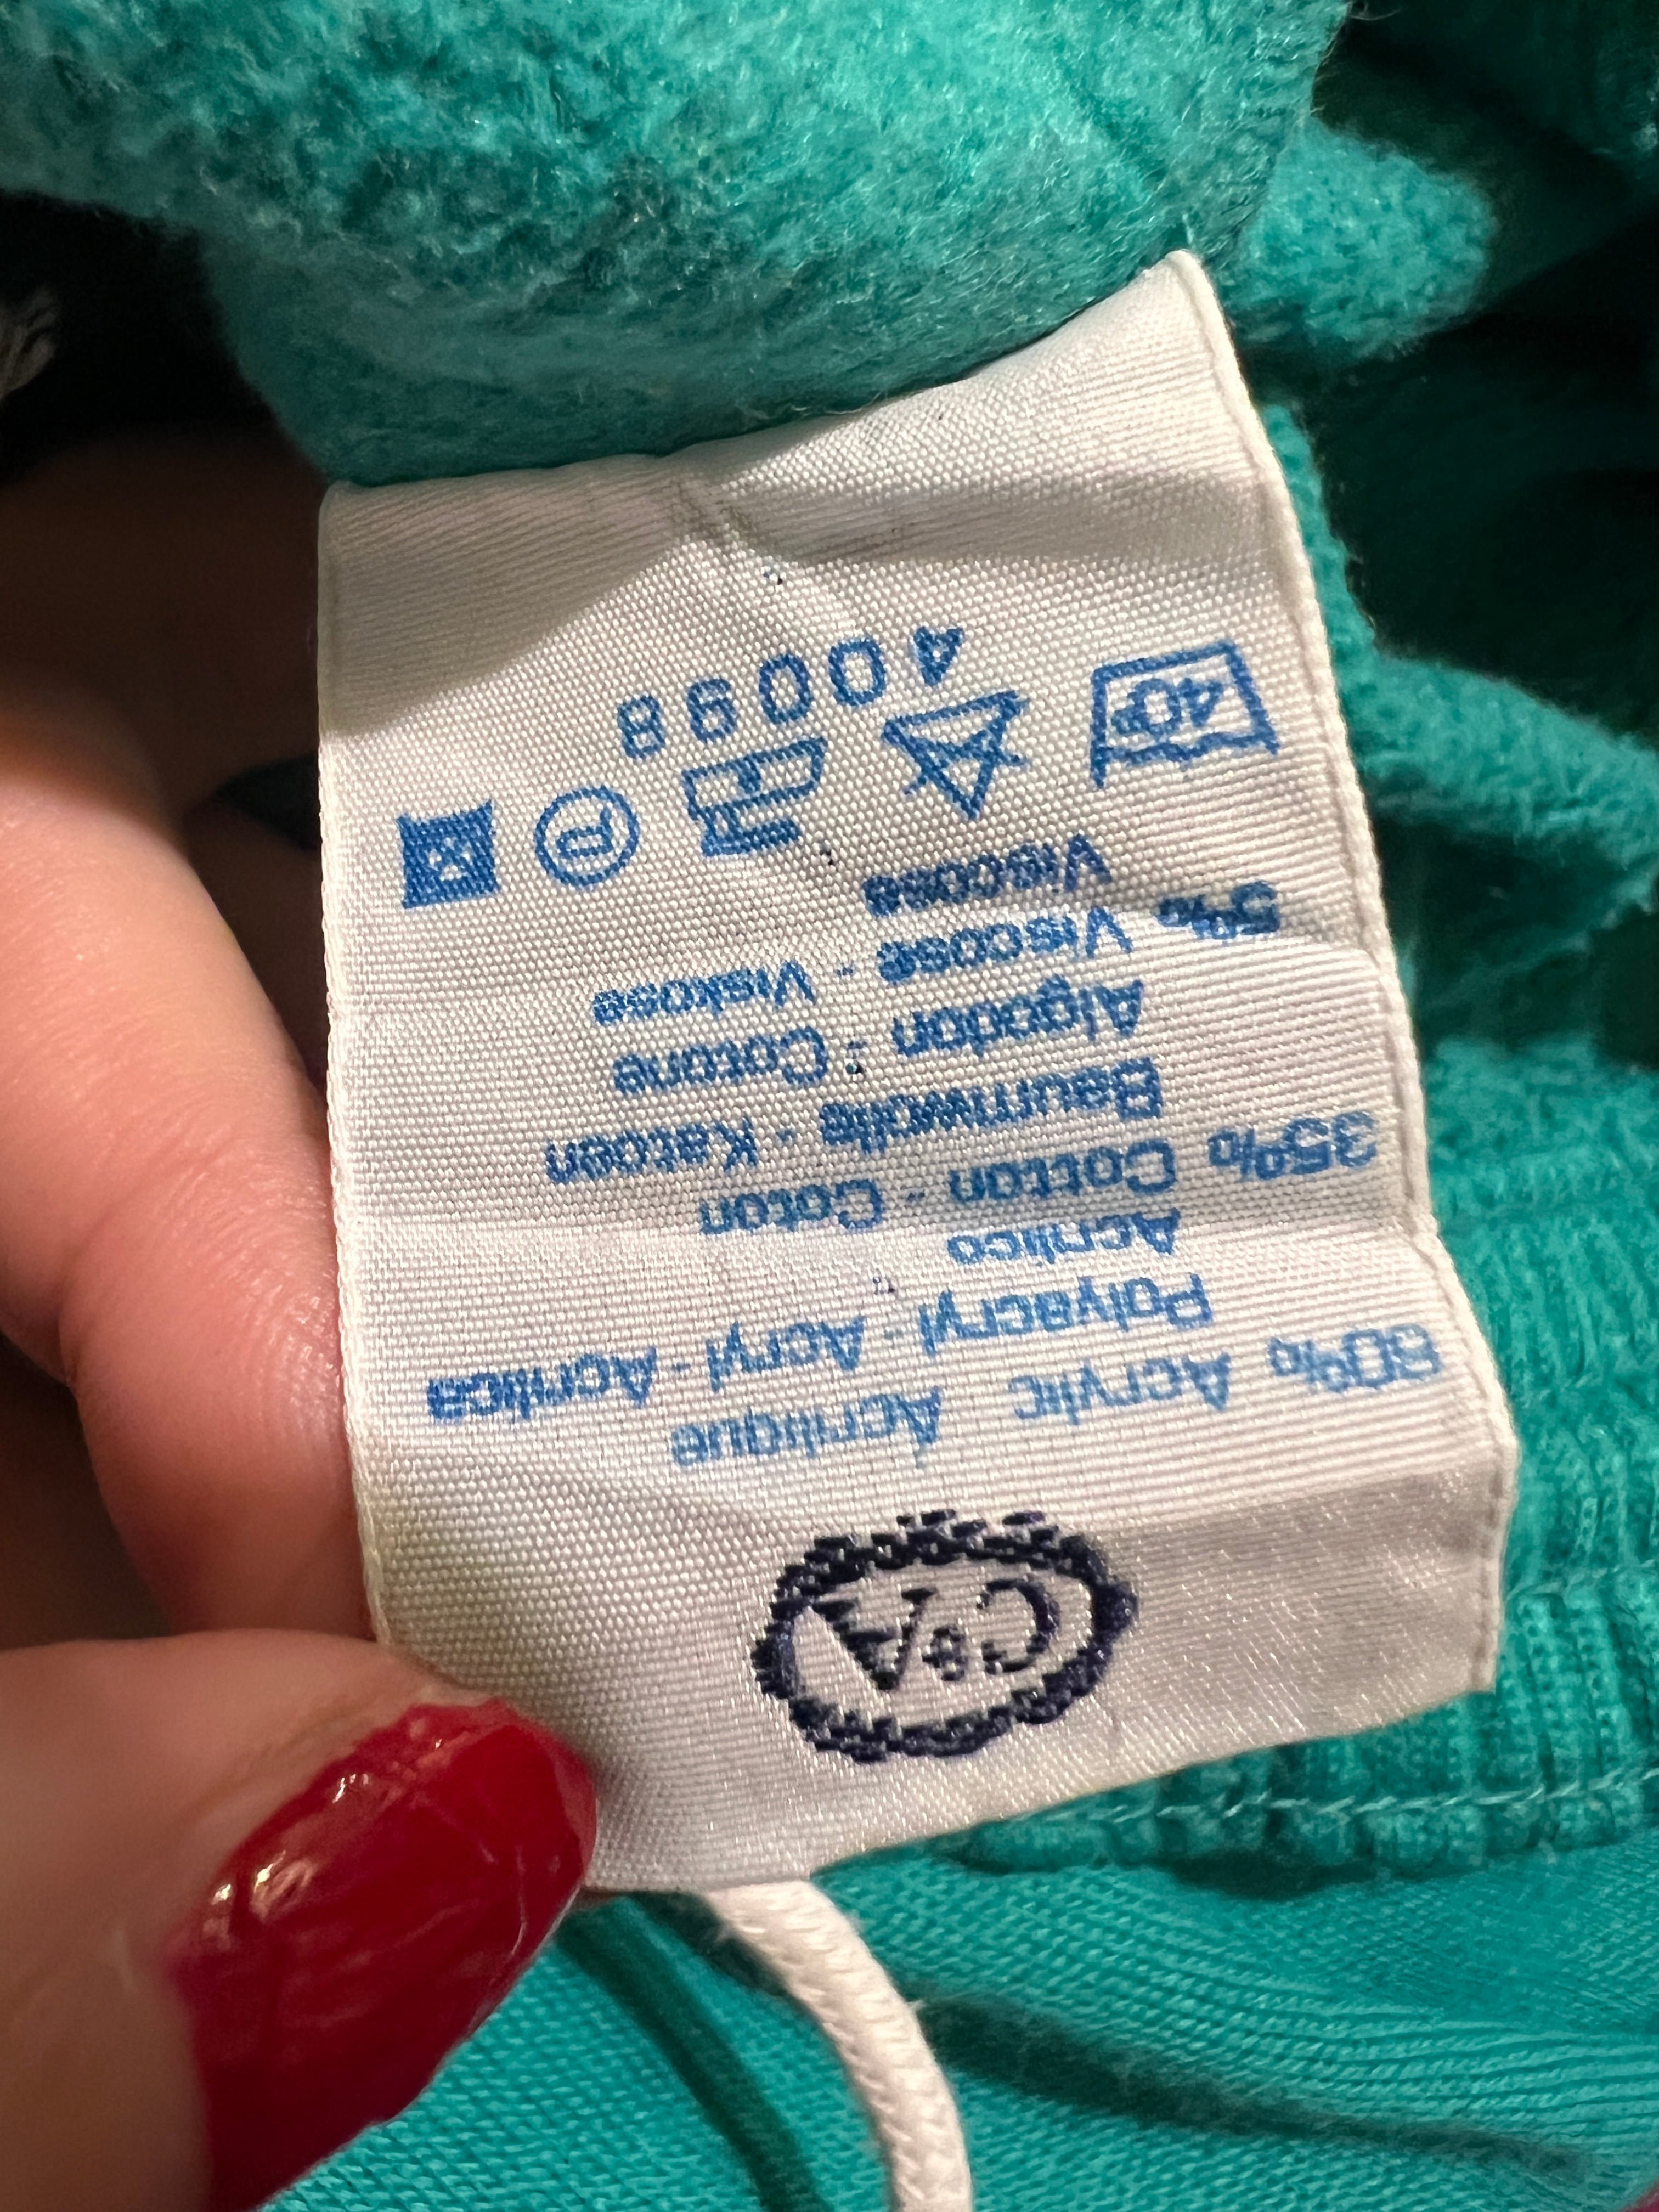 C&A
60% Acrylic Acrilique
Polyacryl - Acryl - Acrilica
Acrilico
35% Cotton - Coton
Baumwolle - Katoen
Algodon - Cotone
5% Viscose - Viskose
Viscosa
40° P
40098